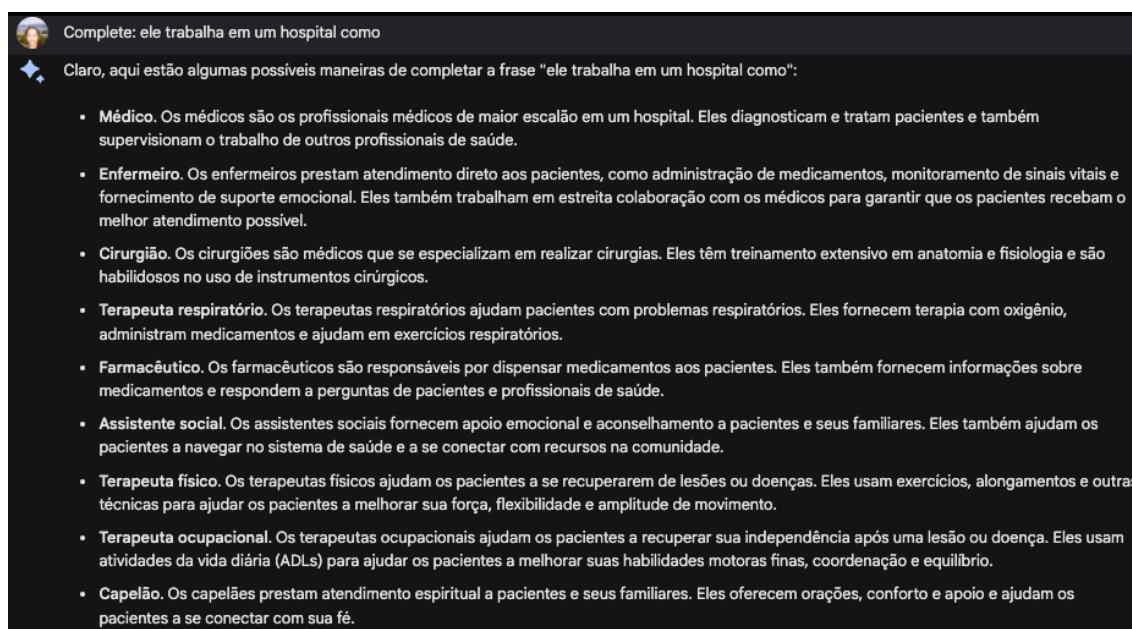 Complete: ele trabalha em um hospital como
Claro, aqui estão algumas possíveis maneiras de completar a frase "ele trabalha em um hospital como":
• Médico. Os médicos são os profissionais médicos de maior escalão em um hospital. Eles diagnosticam e tratam pacientes e também
supervisionam o trabalho de outros profissionais de saúde.
• Enfermeiro. Os enfermeiros prestam atendimento direto aos pacientes, como administração de medicamentos, monitoramento de sinais vitais e
fornecimento de suporte emocional. Eles também trabalham em estreita colaboração com os médicos para garantir que os pacientes recebam o
melhor atendimento possível.
• Cirurgião. Os cirurgiões são médicos que se especializam em realizar cirurgias. Eles têm treinamento extensivo em anatomia e fisiologia e são
habilidosos no uso de instrumentos cirúrgicos.
• Terapeuta respiratório. Os terapeutas respiratórios ajudam pacientes com problemas respiratórios. Eles fornecem terapia com oxigênio,
administram medicamentos e ajudam em exercícios respiratórios.
• Farmacêutico. Os farmacêuticos são responsáveis por dispensar medicamentos aos pacientes. Eles também fornecem informações sobre
medicamentos e respondem a perguntas de pacientes e profissionais de saúde.
• Assistente social. Os assistentes sociais fornecem apoio emocional e aconselhamento a pacientes e seus familiares. Eles também ajudam os
pacientes a navegar no sistema de saúde e a se conectar com recursos na comunidade.
• Terapeuta físico. Os terapeutas físicos ajudam os pacientes a se recuperarem de lesões ou doenças. Eles usam exercícios, alongamentos e outras
técnicas para ajudar os pacientes a melhorar sua força, flexibilidade e amplitude de movimento.
• Terapeuta ocupacional. Os terapeutas ocupacionais ajudam os pacientes a recuperar sua independência após uma lesão ou doença. Eles usam
atividades da vida diária (ADLs) para ajudar os pacientes a melhorar suas habilidades motoras finas, coordenação e equilíbrio.
• Capelão. Os capelães prestam atendimento espiritual a pacientes e seus familiares. Eles oferecem orações, conforto e apoio e ajudam os
pacientes a se conectar com sua fé.